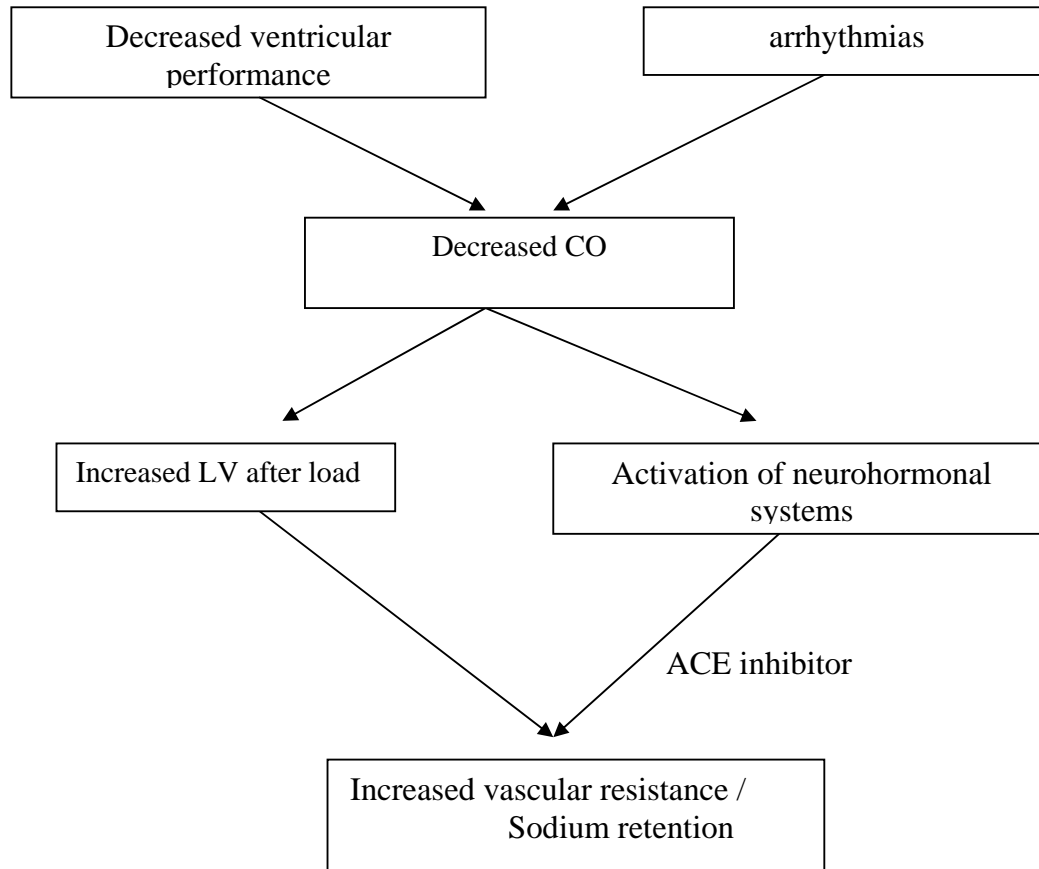 Decreased ventricular
performance
arrhythmias
Decreased CO
Increased LV after load
Activation of neurohormonal
systems
ACE inhibitor
Increased vascular resistance /
Sodium retention